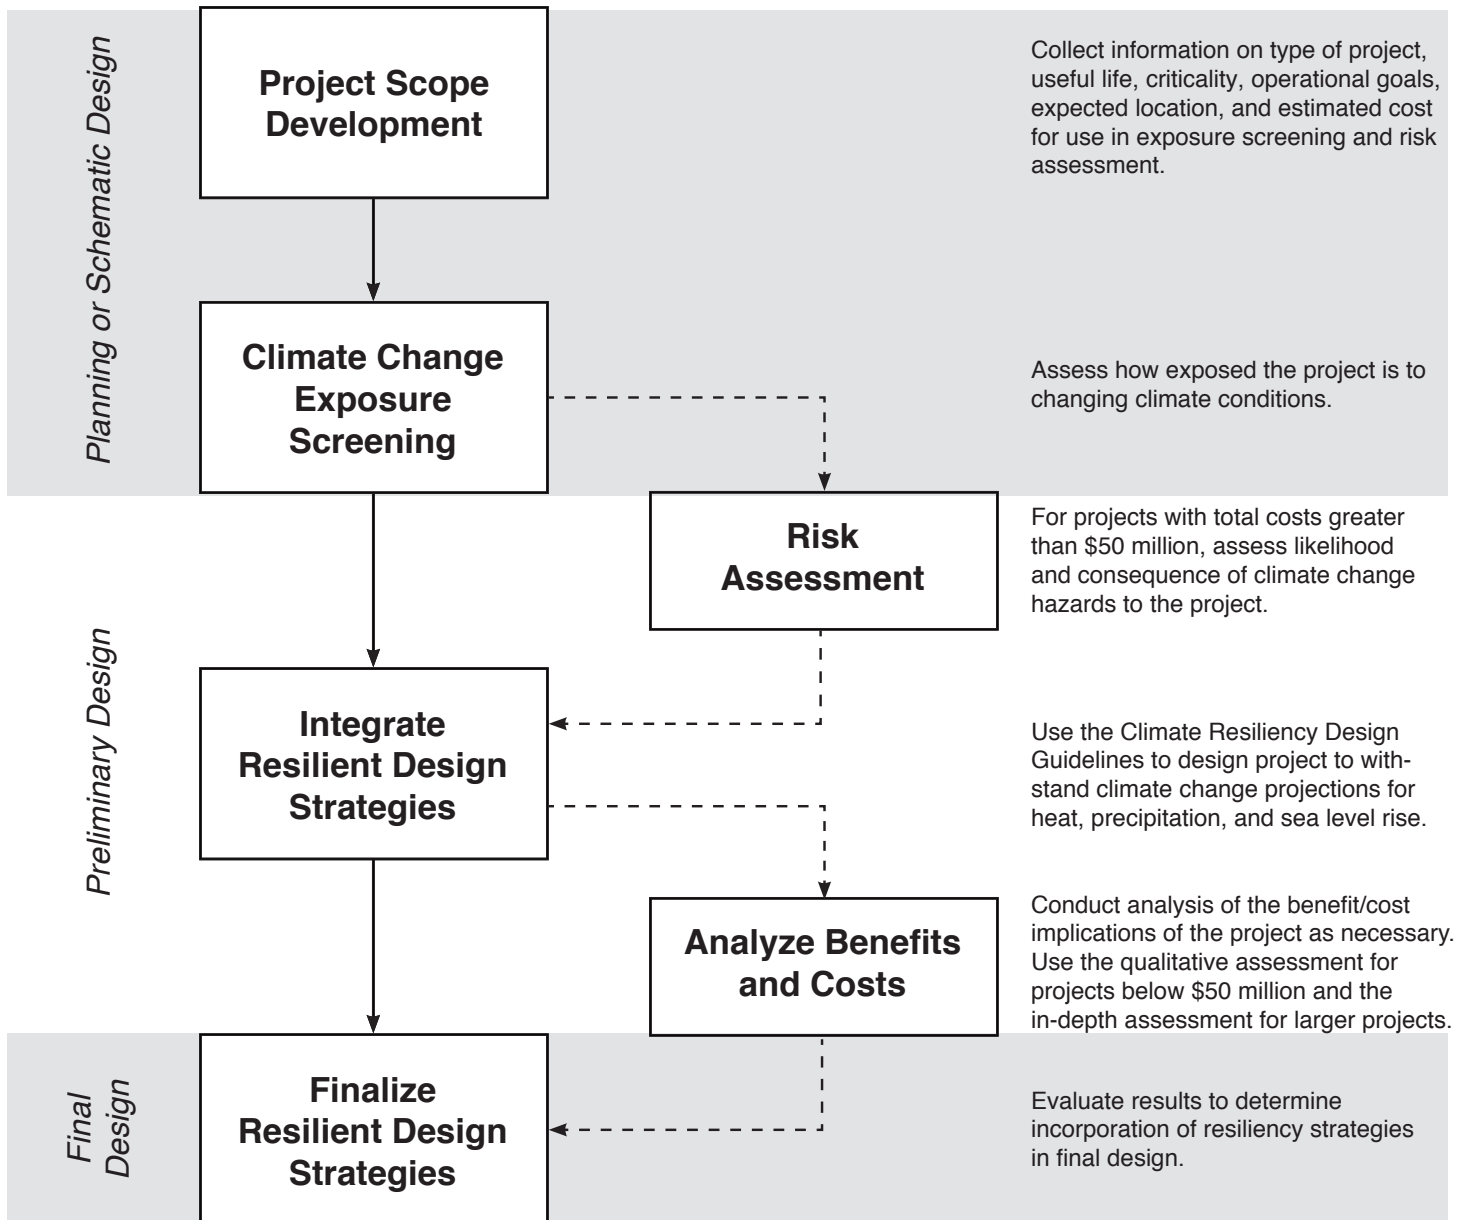 Planning or Schematic Design
Project Scope
Development
Collect information on type of project,
useful life, criticality, operational goals,
expected location, and estimated cost
for use in exposure screening and risk
assessment.
Climate Change
Exposure
Screening
Assess how exposed the project is to
changing climate conditions.
Preliminary Design
Risk
Assessment
For projects with total costs greater
than $50 million, assess likelihood
and consequence of climate change
hazards to the project.
Integrate
Resilient Design
Strategies
Use the Climate Resiliency Design
Guidelines to design project to with-
stand climate change projections for
heat, precipitation, and sea level rise.
Analyze Benefits
and Costs
Conduct analysis of the benefit/cost
implications of the project as necessary.
Use the qualitative assessment for
projects below $50 million and the
in-depth assessment for larger projects.
Final
Design
Finalize
Resilient Design
Strategies
Evaluate results to determine
incorporation of resiliency strategies
in final design.